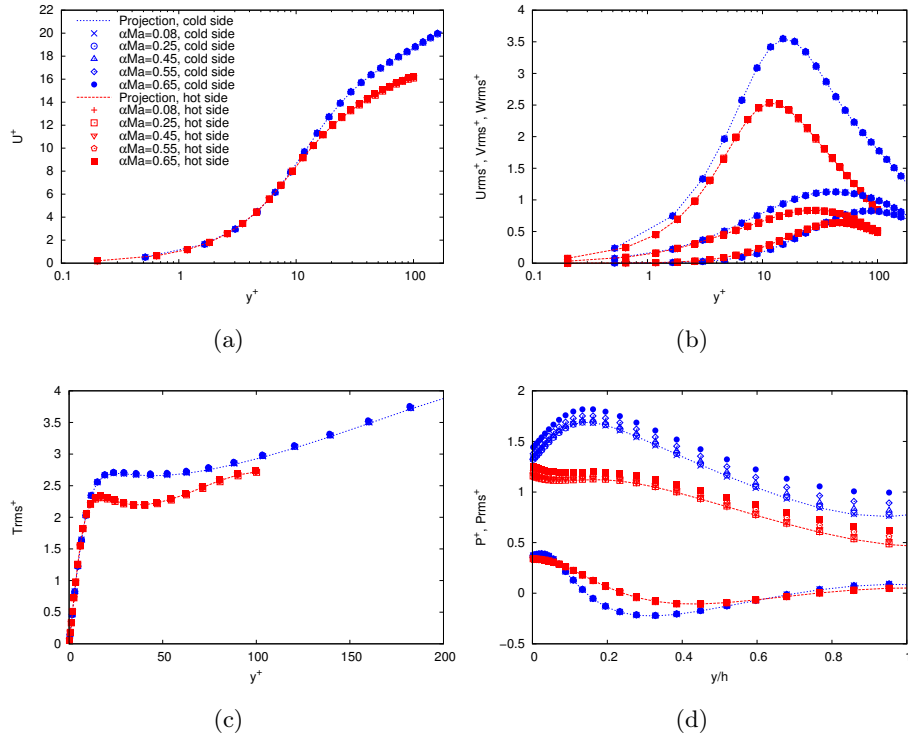 22
20
18
16
14
12
10
8
6
4
2
0
0.1
1
10
100
U+
y+
Projection, cold side
αMa=0.08, cold side
αMa=0.25, cold side
αMa=0.45, cold side
αMa=0.55, cold side
αMa=0.65, cold side
Projection, hot side
αMa=0.08, hot side
αMa=0.25, hot side
αMa=0.45, hot side
αMa=0.55, hot side
αMa=0.65, hot side
(a)
4
3.5
3
2.5
2
1.5
1
0.5
0
0.1
1
10
100
Urms+, Vrms+, Wrms+
y+
(b)
4
3.5
3
2.5
2
1.5
1
0.5
0
0
50
100
150
200
Trms+
y+
(c)
2
1.5
1
0.5
0
−0.5
0
0.2
0.4
0.6
0.8
1
P+, Prms+
y/h
(d)